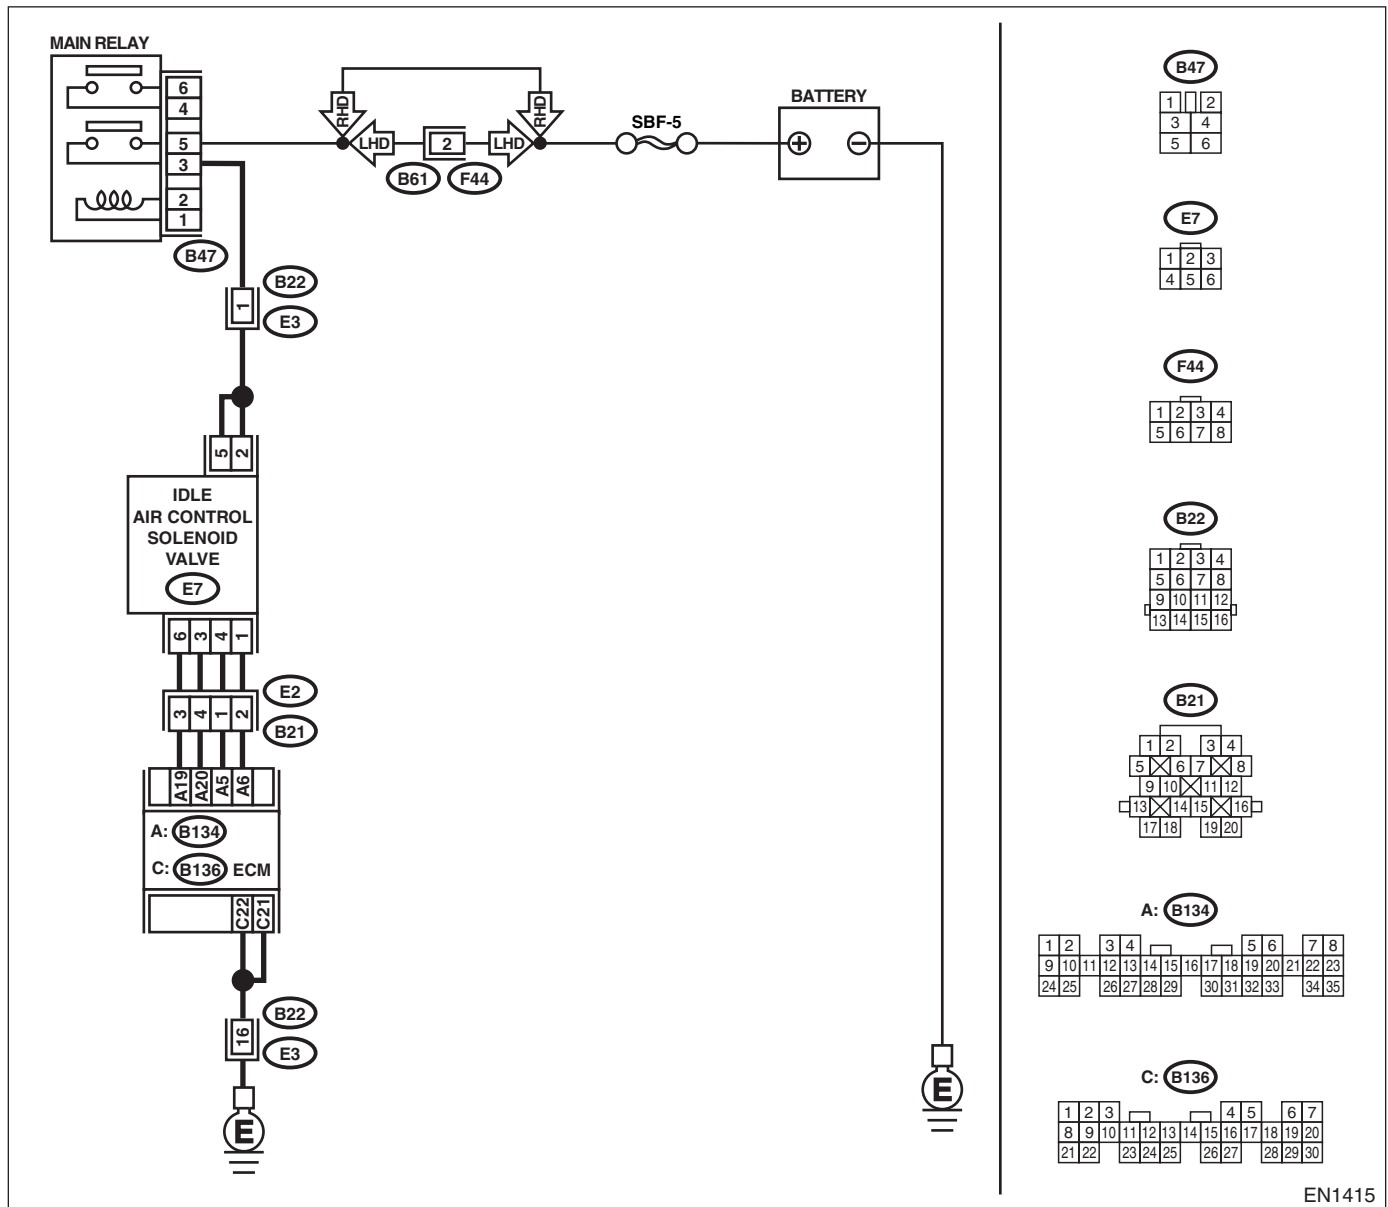 MAIN RELAY
6
4
5
3
2
1
B47
RHD
RHD
LHD
2
LHD
B61
F44
SBF-5
BATTERY
+
−
B22
1
E3
5 2
IDLE
AIR CONTROL
SOLENOID
VALVE
E7
6 3 4 1
E2
3 4 1 2
B21
A19 A20 A5 A6
A: B134
C: B136 ECM
C22 C21
B22
16
E3
E
E
B47
1 2
3 4
5 6
E7
1 2 3
4 5 6
F44
1 2 3 4
5 6 7 8
B22
1 2 3 4
5 6 7 8
9 10 11 12
13 14 15 16
B21
1 2 3 4
5 6 7 8
9 10 11 12
13 14 15 16
17 18 19 20
A: B134
1 2 3 4 5 6 7 8
9 10 11 12 13 14 15 16 17 18 19 20 21 22 23
24 25 26 27 28 29 30 31 32 33 34 35
C: B136
1 2 3 4 5 6 7
8 9 10 11 12 13 14 15 16 17 18 19 20
21 22 23 24 25 26 27 28 29 30
EN1415